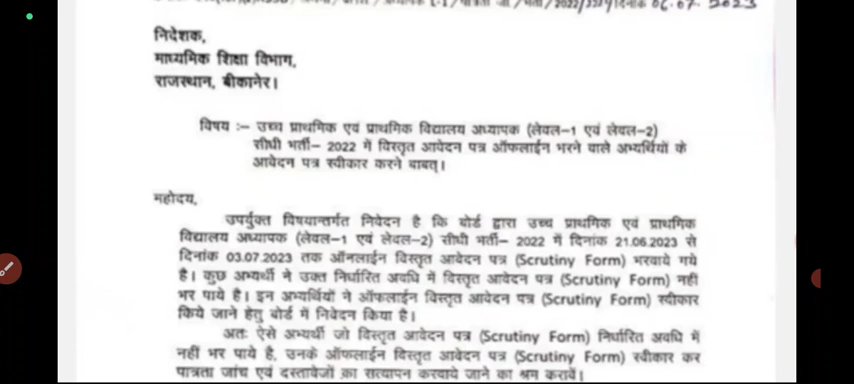 भर्ती/2022/2219 दिनांक 06.07.2023
निदेशक,
माध्यमिक शिक्षा विभाग,
राजस्थान, बीकानेर।
विषय :– उच्च प्राथमिक एवं प्राथमिक विद्यालय अध्यापक (लेवल–1 एवं लेवल–2)
सीधी भर्ती– 2022 में विस्तृत आवेदन पत्र ऑफलाईन भरने वाले अभ्यर्थियों के
आवेदन पत्र स्वीकार करने बाबत्।
महोदय,
उपर्युक्त विषयान्तर्गत निवेदन है कि बोर्ड द्वारा उच्च प्राथमिक एवं प्राथमिक
विद्यालय अध्यापक (लेवल–1 एवं लेवल–2) सीधी भर्ती– 2022 में दिनांक 21.06.2023 से
दिनांक 03.07.2023 तक ऑनलाईन विस्तृत आवेदन पत्र (Scrutiny Form) भरवाये गये
है। कुछ अभ्यर्थी ने उक्त निर्धारित अवधि में विस्तृत आवेदन पत्र (Scrutiny Form) नहीं
भर पाये है। इन अभ्यर्थियों ने ऑफलाईन विस्तृत आवेदन पत्र (Scrutiny Form) स्वीकार
किये जाने हेतु बोर्ड में निवेदन किया है।
अतः ऐसे अभ्यर्थी जो विस्तृत आवेदन पत्र (Scrutiny Form) निर्धारित अवधि में
नहीं भर पाये है, उनके ऑफलाईन विस्तृत आवेदन पत्र (Scrutiny Form) स्वीकार कर
पात्रता जांच एवं दस्तावेजों का सत्यापन करवाये जाने का श्रम करावें।